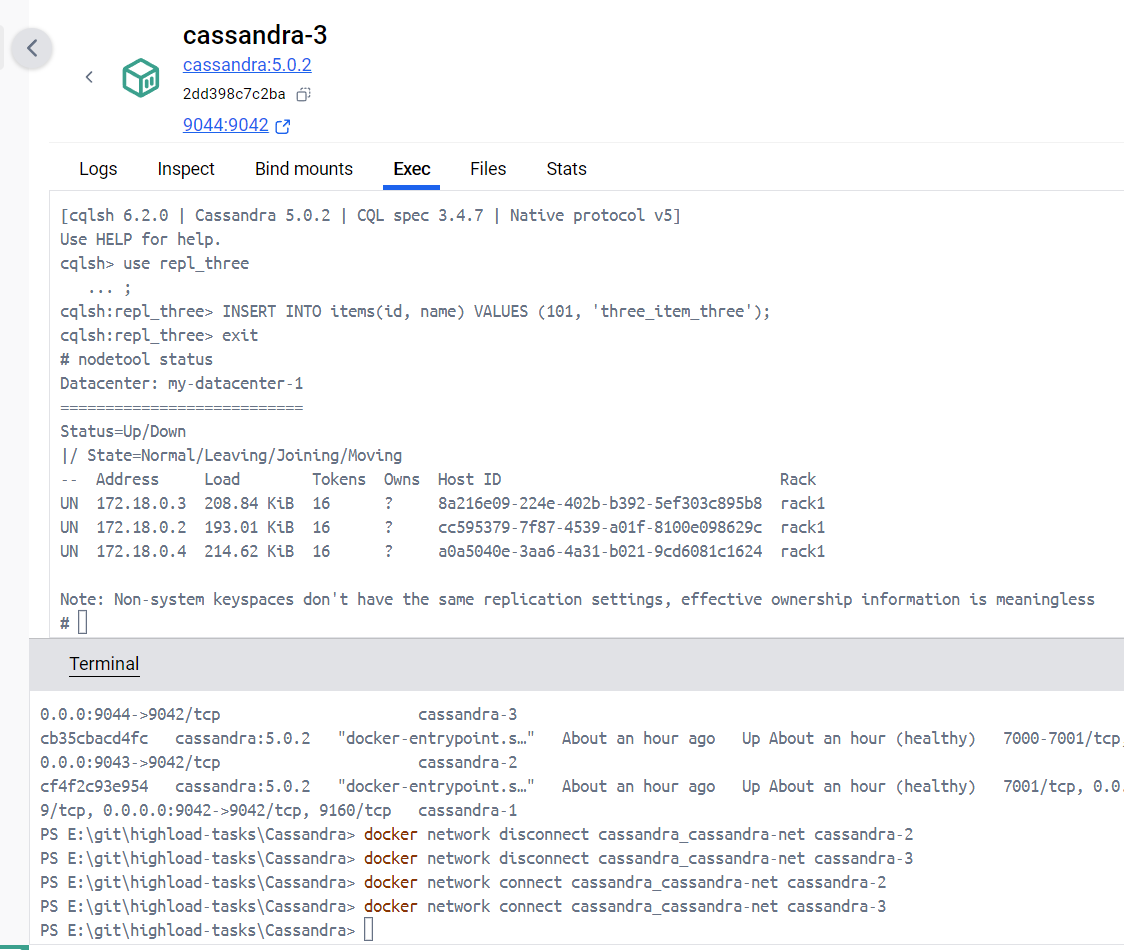 cassandra-3
cassandra:5.0.2
2dd398c7c2ba
9044:9042
Logs Inspect Bind mounts Exec Files Stats
[cqlsh 6.2.0 | Cassandra 5.0.2 | CQL spec 3.4.7 | Native protocol v5]
Use HELP for help.
cqlsh> use repl_three
   ... ;
cqlsh:repl_three> INSERT INTO items(id, name) VALUES (101, 'three_item_three');
cqlsh:repl_three> exit
# nodetool status
Datacenter: my-datacenter-1
===========================
Status=Up/Down
|/ State=Normal/Leaving/Joining/Moving
--  Address     Load        Tokens  Owns  Host ID                               Rack
UN  172.18.0.3  208.84 KiB  16      ?     8a216e09-224e-402b-b392-5ef303c895b8  rack1
UN  172.18.0.2  193.01 KiB  16      ?     cc595379-7f87-4539-a01f-8100e098629c  rack1
UN  172.18.0.4  214.62 KiB  16      ?     a0a5040e-3aa6-4a31-b021-9cd6081c1624  rack1
Note: Non-system keyspaces don't have the same replication settings, effective ownership information is meaningless
#
Terminal
0.0.0:9044->9042/tcp                      cassandra-3
cb35cbacd4fc   cassandra:5.0.2   "docker-entrypoint.s…"   About an hour ago   Up About an hour (healthy)   7000-7001/tcp,
0.0.0:9043->9042/tcp                      cassandra-2
cf4f2c93e954   cassandra:5.0.2   "docker-entrypoint.s…"   About an hour ago   Up About an hour (healthy)   7001/tcp, 0.0.
9/tcp, 0.0.0.0:9042->9042/tcp, 9160/tcp   cassandra-1
PS E:\git\highload-tasks\Cassandra> docker network disconnect cassandra_cassandra-net cassandra-2
PS E:\git\highload-tasks\Cassandra> docker network disconnect cassandra_cassandra-net cassandra-3
PS E:\git\highload-tasks\Cassandra> docker network connect cassandra_cassandra-net cassandra-2
PS E:\git\highload-tasks\Cassandra> docker network connect cassandra_cassandra-net cassandra-3
PS E:\git\highload-tasks\Cassandra>